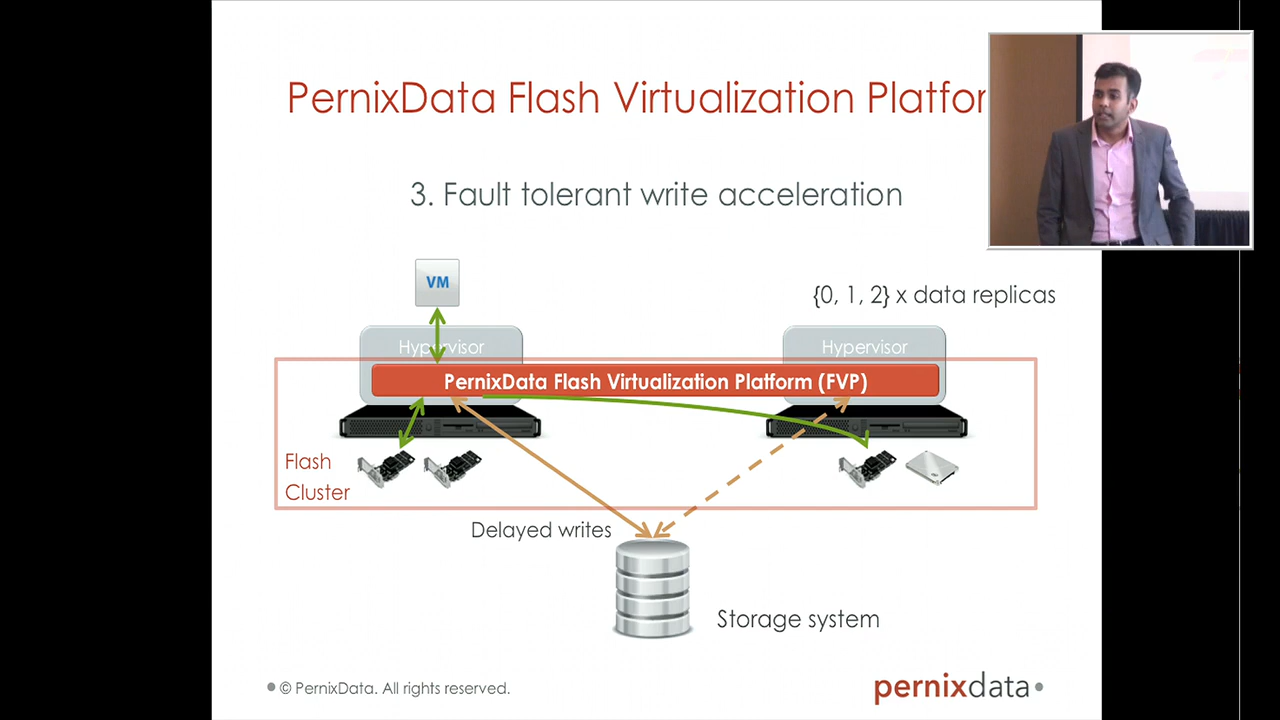 PernixData Flash Virtualization Platfor
3. Fault tolerant write acceleration
VM
{0, 1, 2} x data replicas
Hypervisor
Hypervisor
PernixData Flash Virtualization Platform (FVP)
Flash
Cluster
Delayed writes
Storage system
© PernixData. All rights reserved.
pernixdata